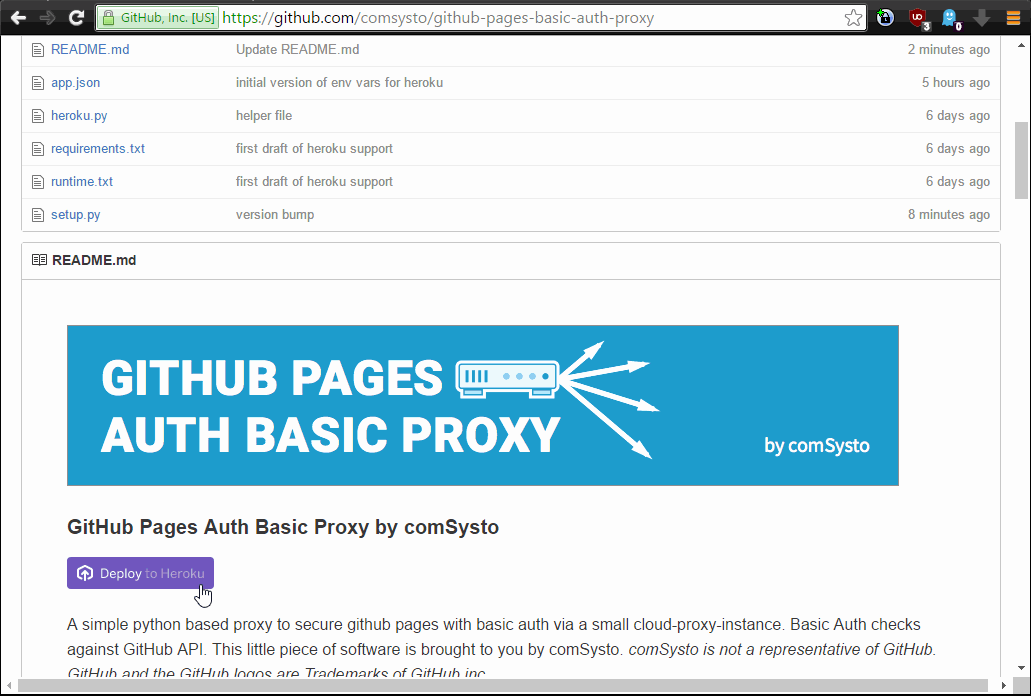 GitHub, Inc. [US] https://github.com/comsysto/github-pages-basic-auth-proxy
UD 3 0
README.md Update README.md 2 minutes ago
app.json initial version of env vars for heroku 5 hours ago
heroku.py helper file 6 days ago
requirements.txt first draft of heroku support 6 days ago
runtime.txt first draft of heroku support 6 days ago
setup.py version bump 8 minutes ago
README.md
GITHUB PAGES
AUTH BASIC PROXY
by comSysto
GitHub Pages Auth Basic Proxy by comSysto
Deploy to Heroku
A simple python based proxy to secure github pages with basic auth via a small cloud-proxy-instance. Basic Auth checks
against GitHub API. This little piece of software is brought to you by comSysto. comSysto is not a representative of GitHub.
GitHub and the GitHub logos are Trademarks of GitHub inc